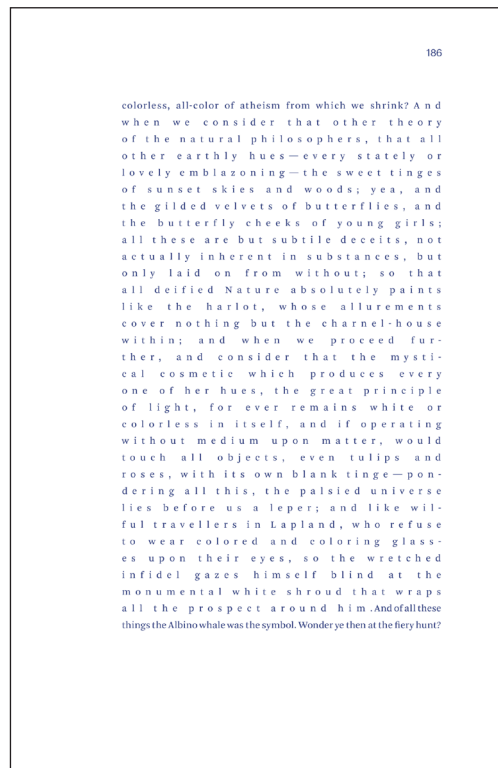 186
colorless, all-color of atheism from which we shrink? And
when we consider that other theory
of the natural philosophers, that all
other earthly hues—every stately or
lovely emblazoning—the sweet tinges
of sunset skies and woods; yea, and
the gilded velvets of butterflies, and
the butterfly cheeks of young girls;
all these are but subtile deceits, not
actually inherent in substances, but
only laid on from without; so that
all deified Nature absolutely paints
like the harlot, whose allurements
cover nothing but the charnel-house
within; and when we proceed fur-
ther, and consider that the mysti-
cal cosmetic which produces every
one of her hues, the great principle
of light, for ever remains white or
colorless in itself, and if operating
without medium upon matter, would
touch all objects, even tulips and
roses, with its own blank tinge—pon-
dering all this, the palsied universe
lies before us a leper; and like wil-
ful travellers in Lapland, who refuse
to wear colored and coloring glass-
es upon their eyes, so the wretched
infidel gazes himself blind at the
monumental white shroud that wraps
all the prospect around him. And of all these
things the Albino whale was the symbol. Wonder ye then at the fiery hunt?